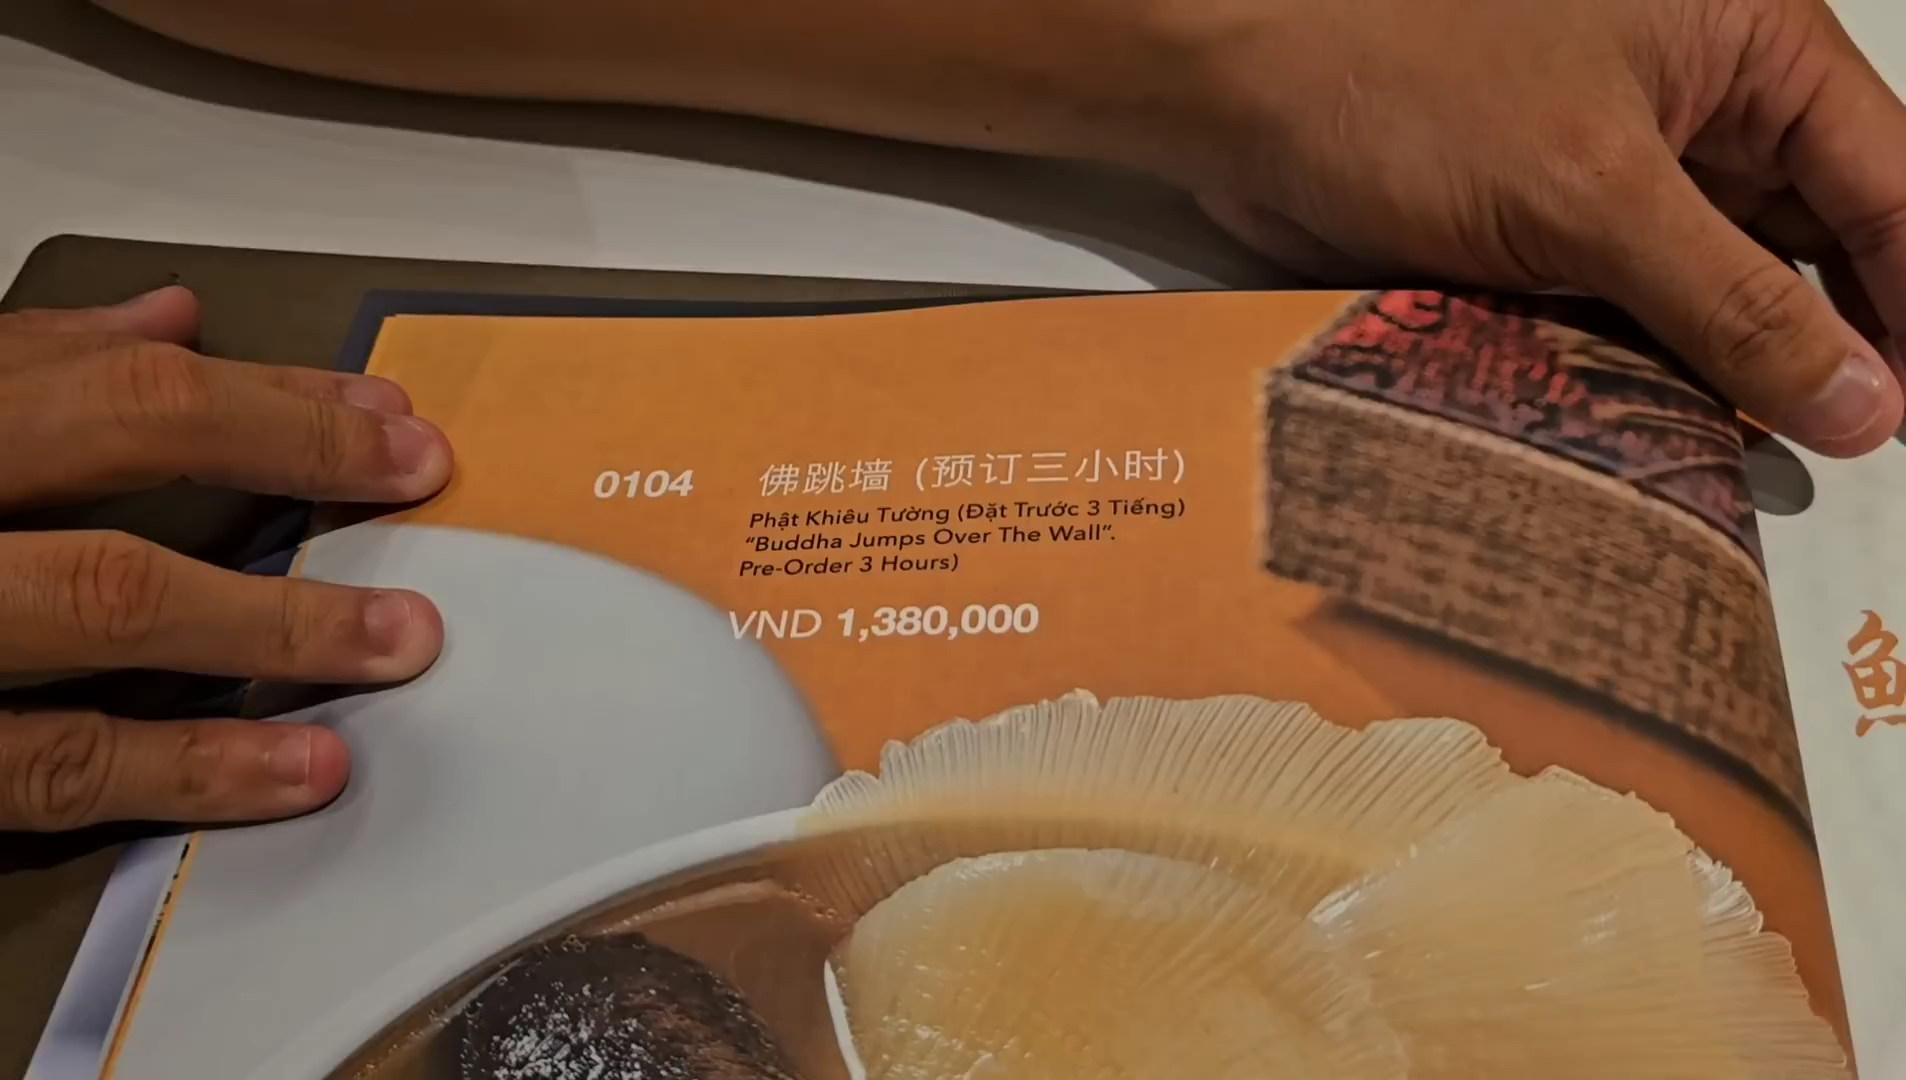 0104 佛跳墙 (预订三小时)
Phật Khiêu Tường (Đặt Trước 3 Tiếng)
“Buddha Jumps Over The Wall”.
Pre-Order 3 Hours)
VND 1,380,000